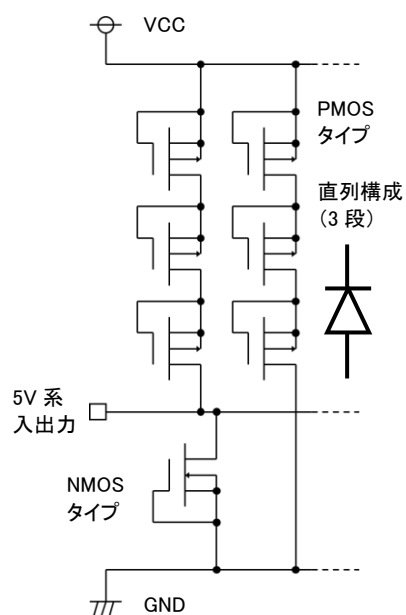 VCC
PMOS
タイプ
直列構成
(3 段)
5V 系
入出力
NMOS
タイプ
GND